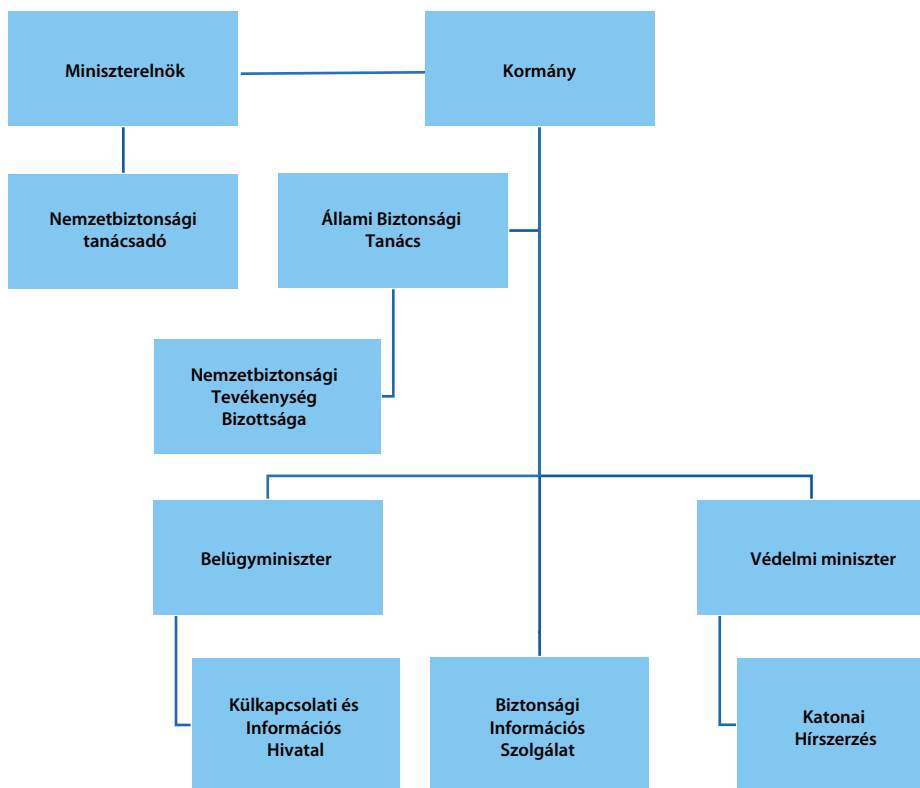 Miniszterelnök
Kormány
Nemzetbiztonsági
tanácsadó
Állami Biztonsági
Tanács
Nemzetbiztonsági
Tevékenység
Bizottsága
Belügyminiszter
Védelmi miniszter
Külkapcsolati és
Információs
Hivatal
Biztonsági
Információs
Szolgálat
Katonai
Hírszerzés